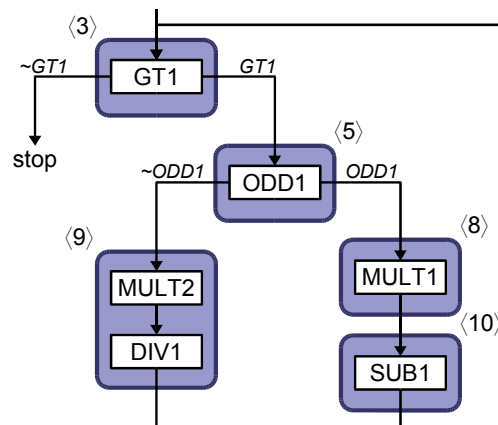 ⟨3⟩
~GT1 GT1 GT1
stop
⟨5⟩
~ODD1 ODD1 ODD1
⟨9⟩ ⟨8⟩
MULT2 MULT1
⟨10⟩
DIV1 SUB1